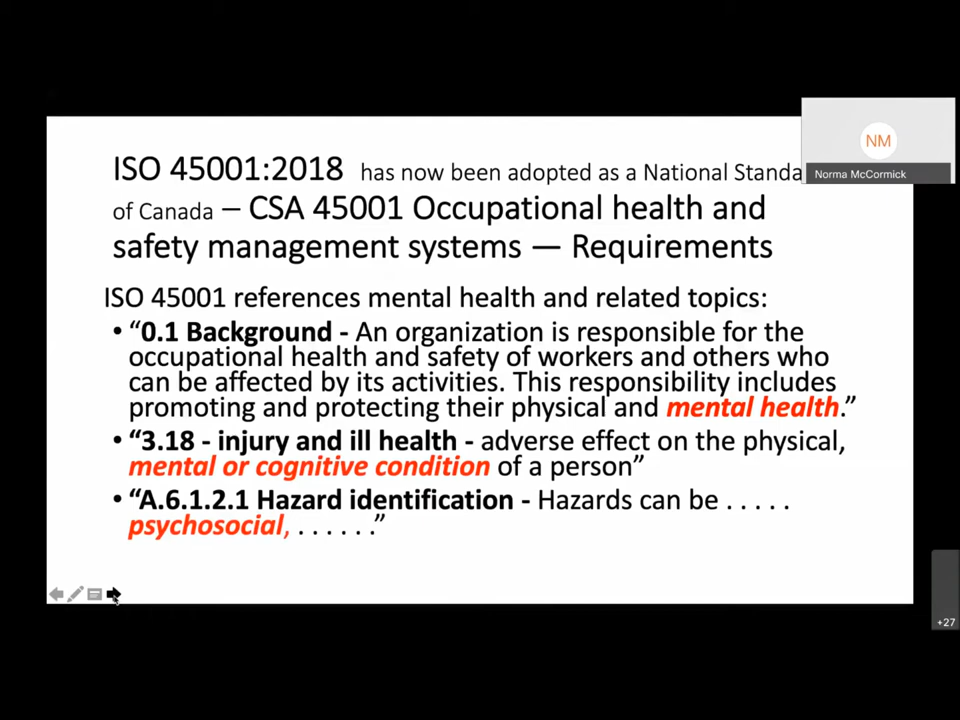 ISO 45001:2018 has now been adopted as a National Standa
of Canada – CSA 45001 Occupational health and
safety management systems — Requirements
NM
Norma McCormick
ISO 45001 references mental health and related topics:
• “0.1 Background - An organization is responsible for the
occupational health and safety of workers and others who
can be affected by its activities. This responsibility includes
promoting and protecting their physical and mental health.”
• “3.18 - injury and ill health - adverse effect on the physical,
mental or cognitive condition of a person”
• “A.6.1.2.1 Hazard identification - Hazards can be . . . . .
psychosocial, . . . . . .”
+27